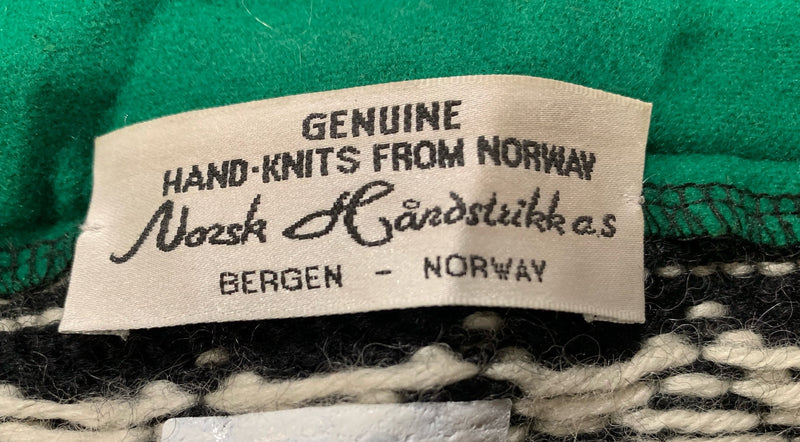 GENUINE
HAND-KNITS FROM NORWAY
Norsk Håndstrikk a.s
BERGEN - NORWAY